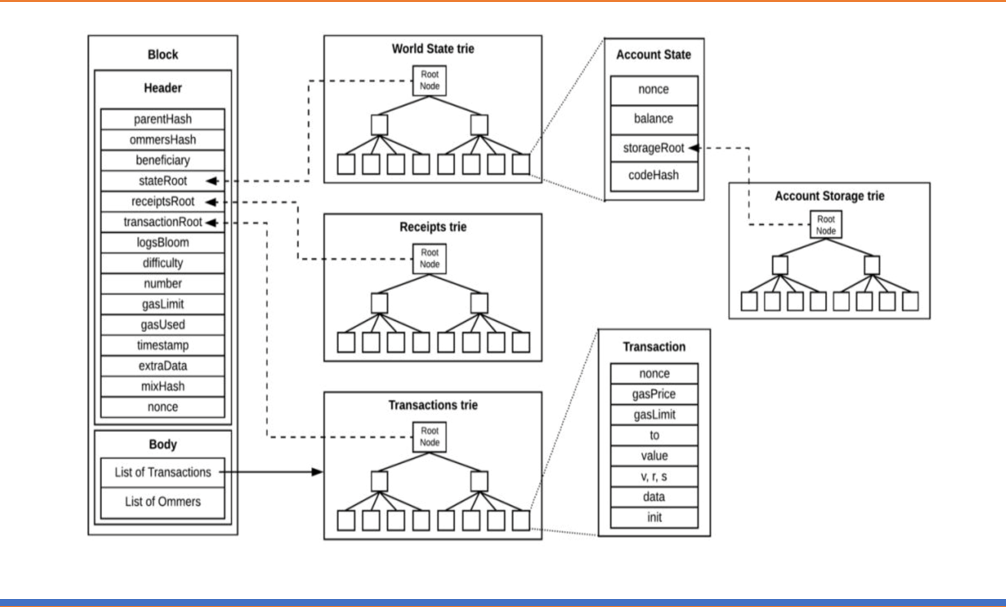 Block
Header
parentHash
ommersHash
beneficiary
stateRoot
receiptsRoot
transactionRoot
logsBloom
difficulty
number
gasLimit
gasUsed
timestamp
extraData
mixHash
nonce
Body
List of Transactions
List of Ommers
World State trie
Root
Node
Receipts trie
Root
Node
Transactions trie
Root
Node
Account State
nonce
balance
storageRoot
codeHash
Account Storage trie
Root
Node
Transaction
nonce
gasPrice
gasLimit
to
value
v, r, s
data
init